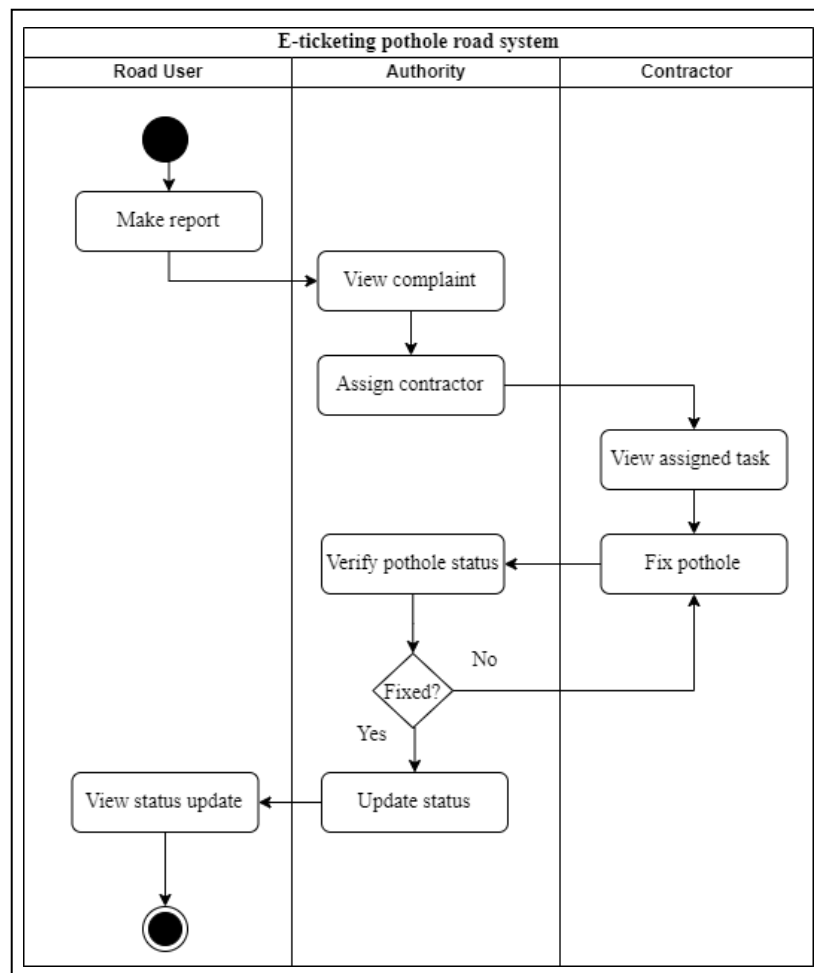 E-ticketing pothole road system
Road User
Authority
Contractor
Make report
View complaint
Assign contractor
View assigned task
Verify pothole status
Fix pothole
No
Fixed?
Yes
View status update
Update status